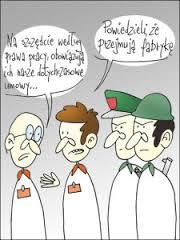 Na szczęście według
prawa pracy, obowiązują
ich nasze dotychczasowe
umowy...
Powiedzieli, że
przejmują fabrykę